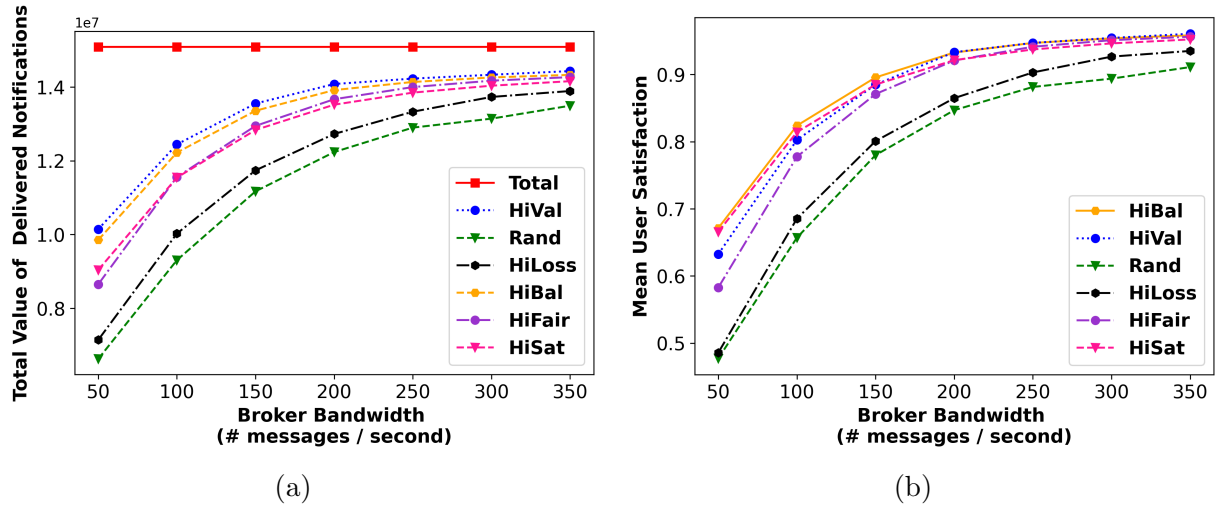 1e7
Total Value of Delivered Notifications
1.4
1.2
1.0
0.8
50 100 150 200 250 300 350
Broker Bandwidth
(# messages / second)
Total
HiVal
Rand
HiLoss
HiBal
HiFair
HiSat
(a)
Mean User Satisfaction
0.9
0.8
0.7
0.6
0.5
50 100 150 200 250 300 350
Broker Bandwidth
(# messages / second)
HiBal
HiVal
Rand
HiLoss
HiFair
HiSat
(b)